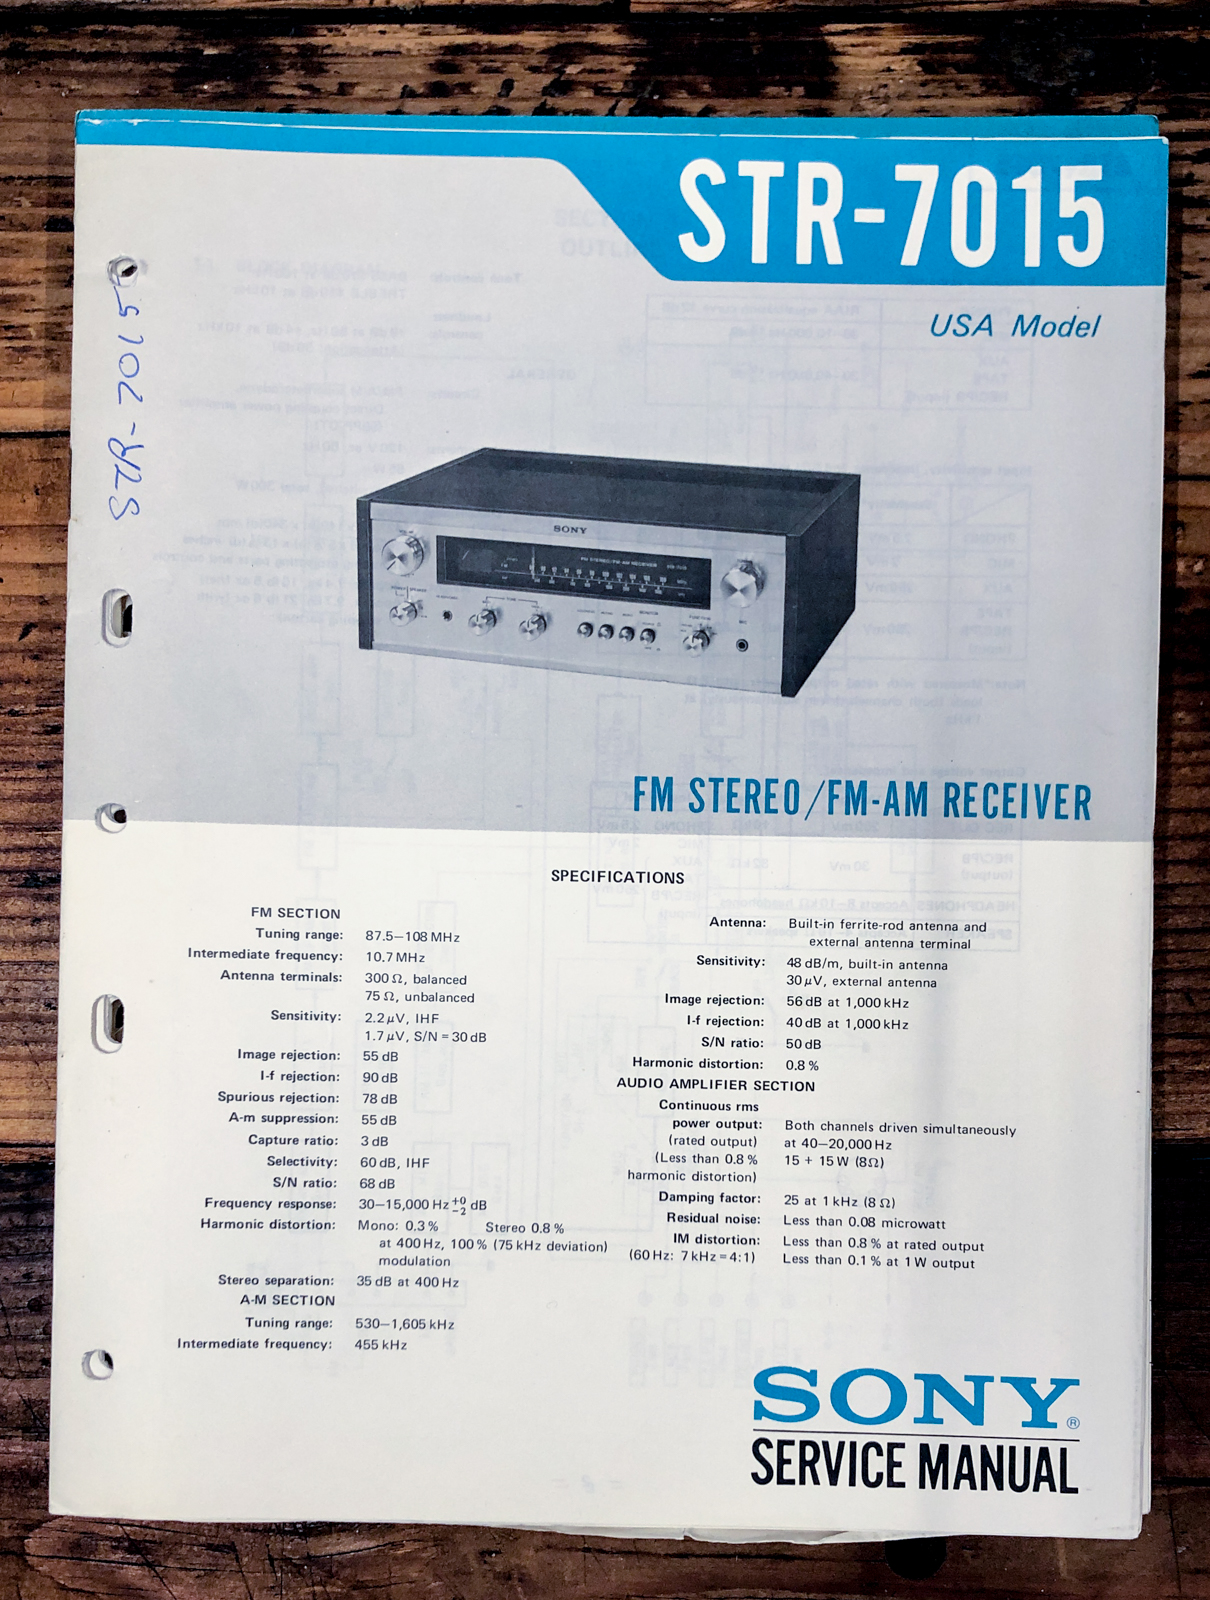 STR-7015
USA Model
STR-7015
SONY
FM STEREO/FM-AM RECEIVER
SPECIFICATIONS
FM SECTION
Tuning range: 87.5–108 MHz
Intermediate frequency: 10.7 MHz
Antenna terminals: 300 Ω, balanced
75 Ω, unbalanced
Sensitivity: 2.2 µV, IHF
1.7 µV, S/N = 30 dB
Image rejection: 55 dB
I-f rejection: 90 dB
Spurious rejection: 78 dB
A-m suppression: 55 dB
Capture ratio: 3 dB
Selectivity: 60 dB, IHF
S/N ratio: 68 dB
Frequency response: 30–15,000 Hz +0 −2 dB
Harmonic distortion: Mono: 0.3 % Stereo 0.8 %
at 400 Hz, 100 % (75 kHz deviation)
modulation
Stereo separation: 35 dB at 400 Hz
A-M SECTION
Tuning range: 530–1,605 kHz
Intermediate frequency: 455 kHz
Antenna: Built-in ferrite-rod antenna and
external antenna terminal
Sensitivity: 48 dB/m, built-in antenna
30 µV, external antenna
Image rejection: 56 dB at 1,000 kHz
I-f rejection: 40 dB at 1,000 kHz
S/N ratio: 50 dB
Harmonic distortion: 0.8 %
AUDIO AMPLIFIER SECTION
Continuous rms
power output: Both channels driven simultaneously
(rated output) at 40–20,000 Hz
(Less than 0.8 % 15 + 15 W (8Ω)
harmonic distortion)
Damping factor: 25 at 1 kHz (8 Ω)
Residual noise: Less than 0.08 microwatt
IM distortion: Less than 0.8 % at rated output
(60 Hz: 7 kHz = 4:1) Less than 0.1 % at 1 W output
SONY®
SERVICE MANUAL